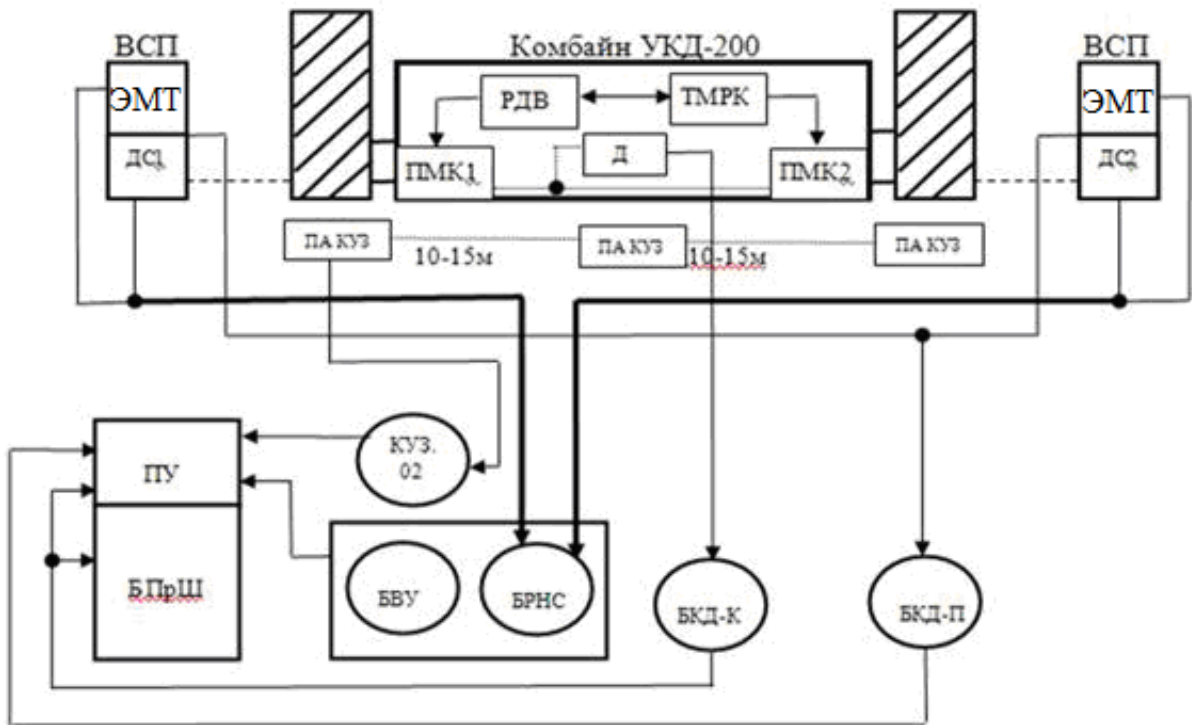 ВСП
Комбайн УКД-200
ВСП
ЭМТ
РДВ
ТМРК
ЭМТ
ДС1
ПМК1
Д
ПМК2
ДС2
ПА КУЗ
10-15м
ПА КУЗ
10-15м
ПА КУЗ
ПУ
КУЗ.
02
БПрШ
БВУ
БРНС
БКД-К
БКД-П